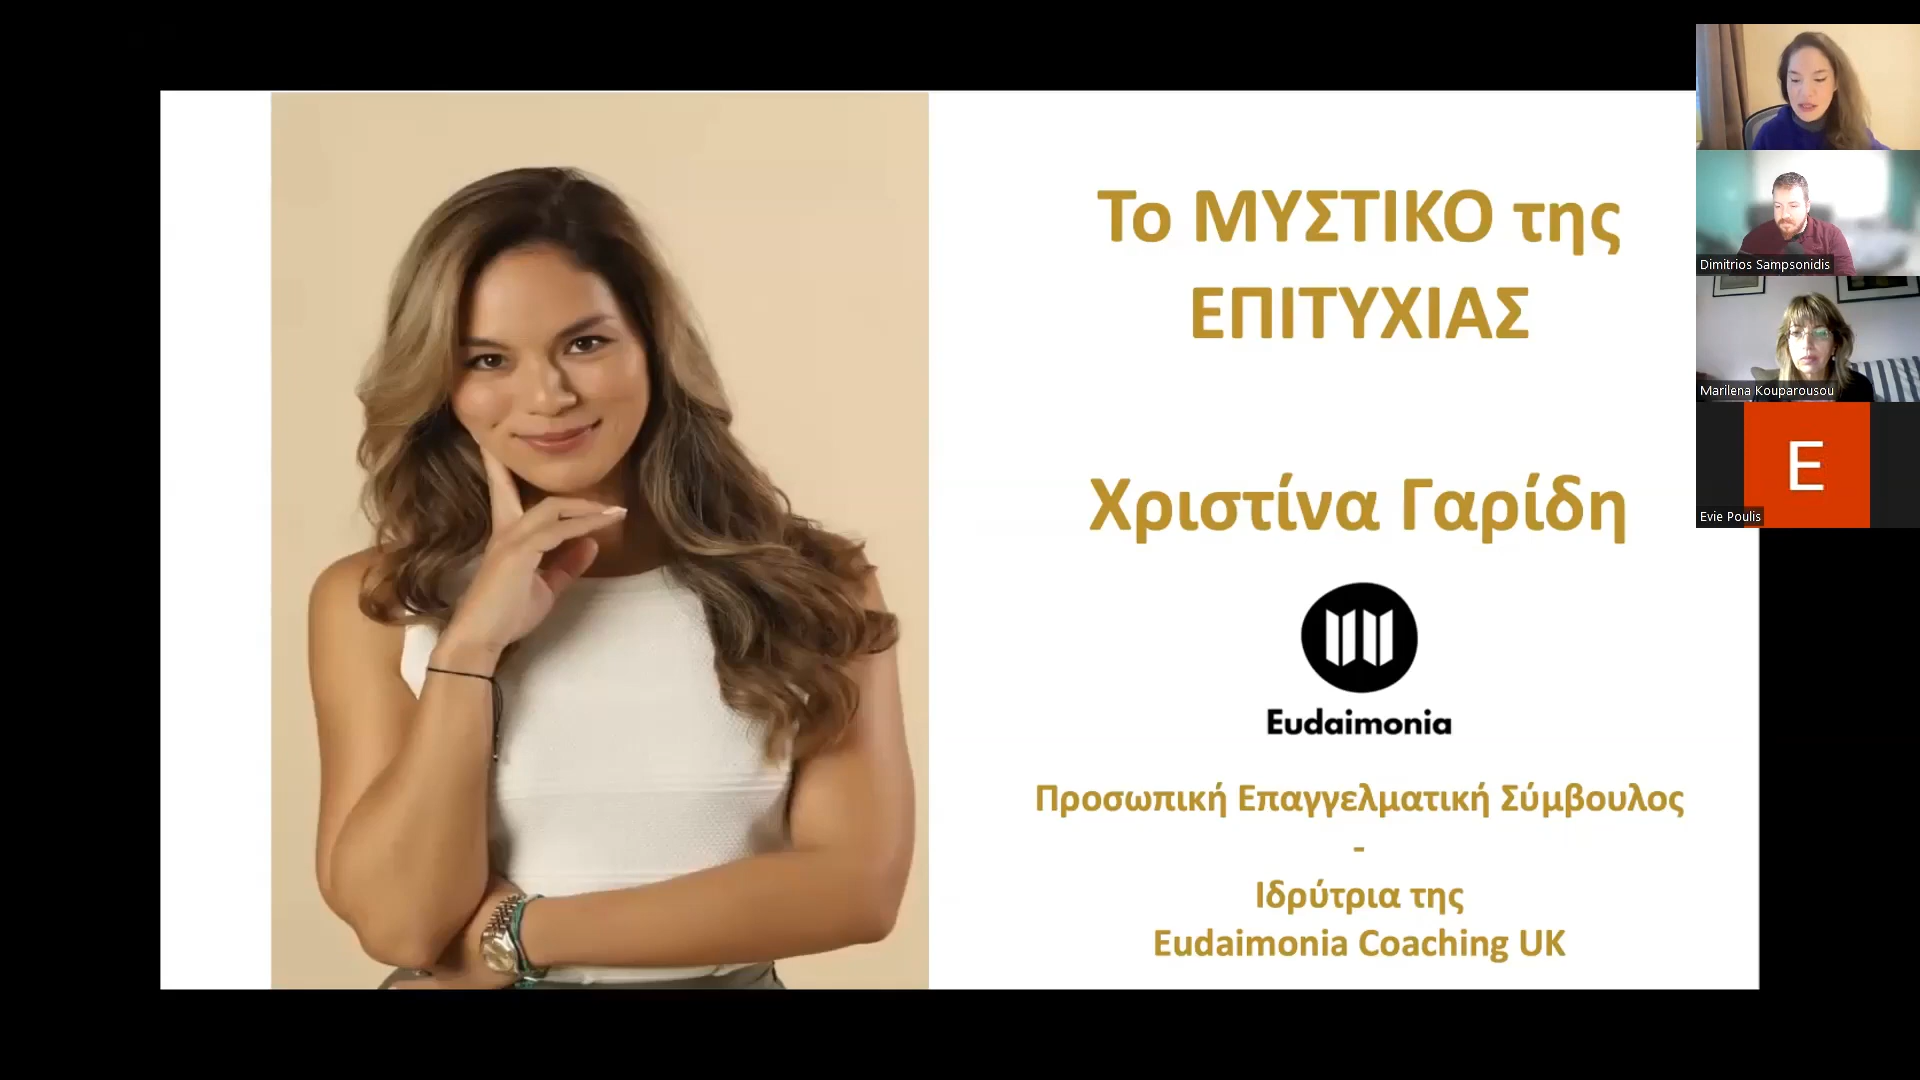 Το ΜΥΣΤΙΚΟ της
ΕΠΙΤΥΧΙΑΣ
Χριστίνα Γαρίδη
Eudaimonia
Προσωπική Επαγγελματική Σύμβουλος
-
Ιδρύτρια της
Eudaimonia Coaching UK
Dimitrios Sampsonidis
Marilena Kouparousou
E
Evie Poulis